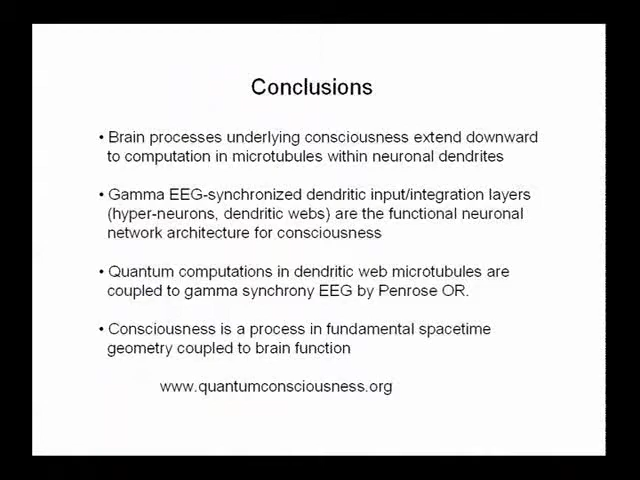 Conclusions
• Brain processes underlying consciousness extend downward
to computation in microtubules within neuronal dendrites
• Gamma EEG-synchronized dendritic input/integration layers
(hyper-neurons, dendritic webs) are the functional neuronal
network architecture for consciousness
• Quantum computations in dendritic web microtubules are
coupled to gamma synchrony EEG by Penrose OR.
• Consciousness is a process in fundamental spacetime
geometry coupled to brain function
www.quantumconsciousness.org